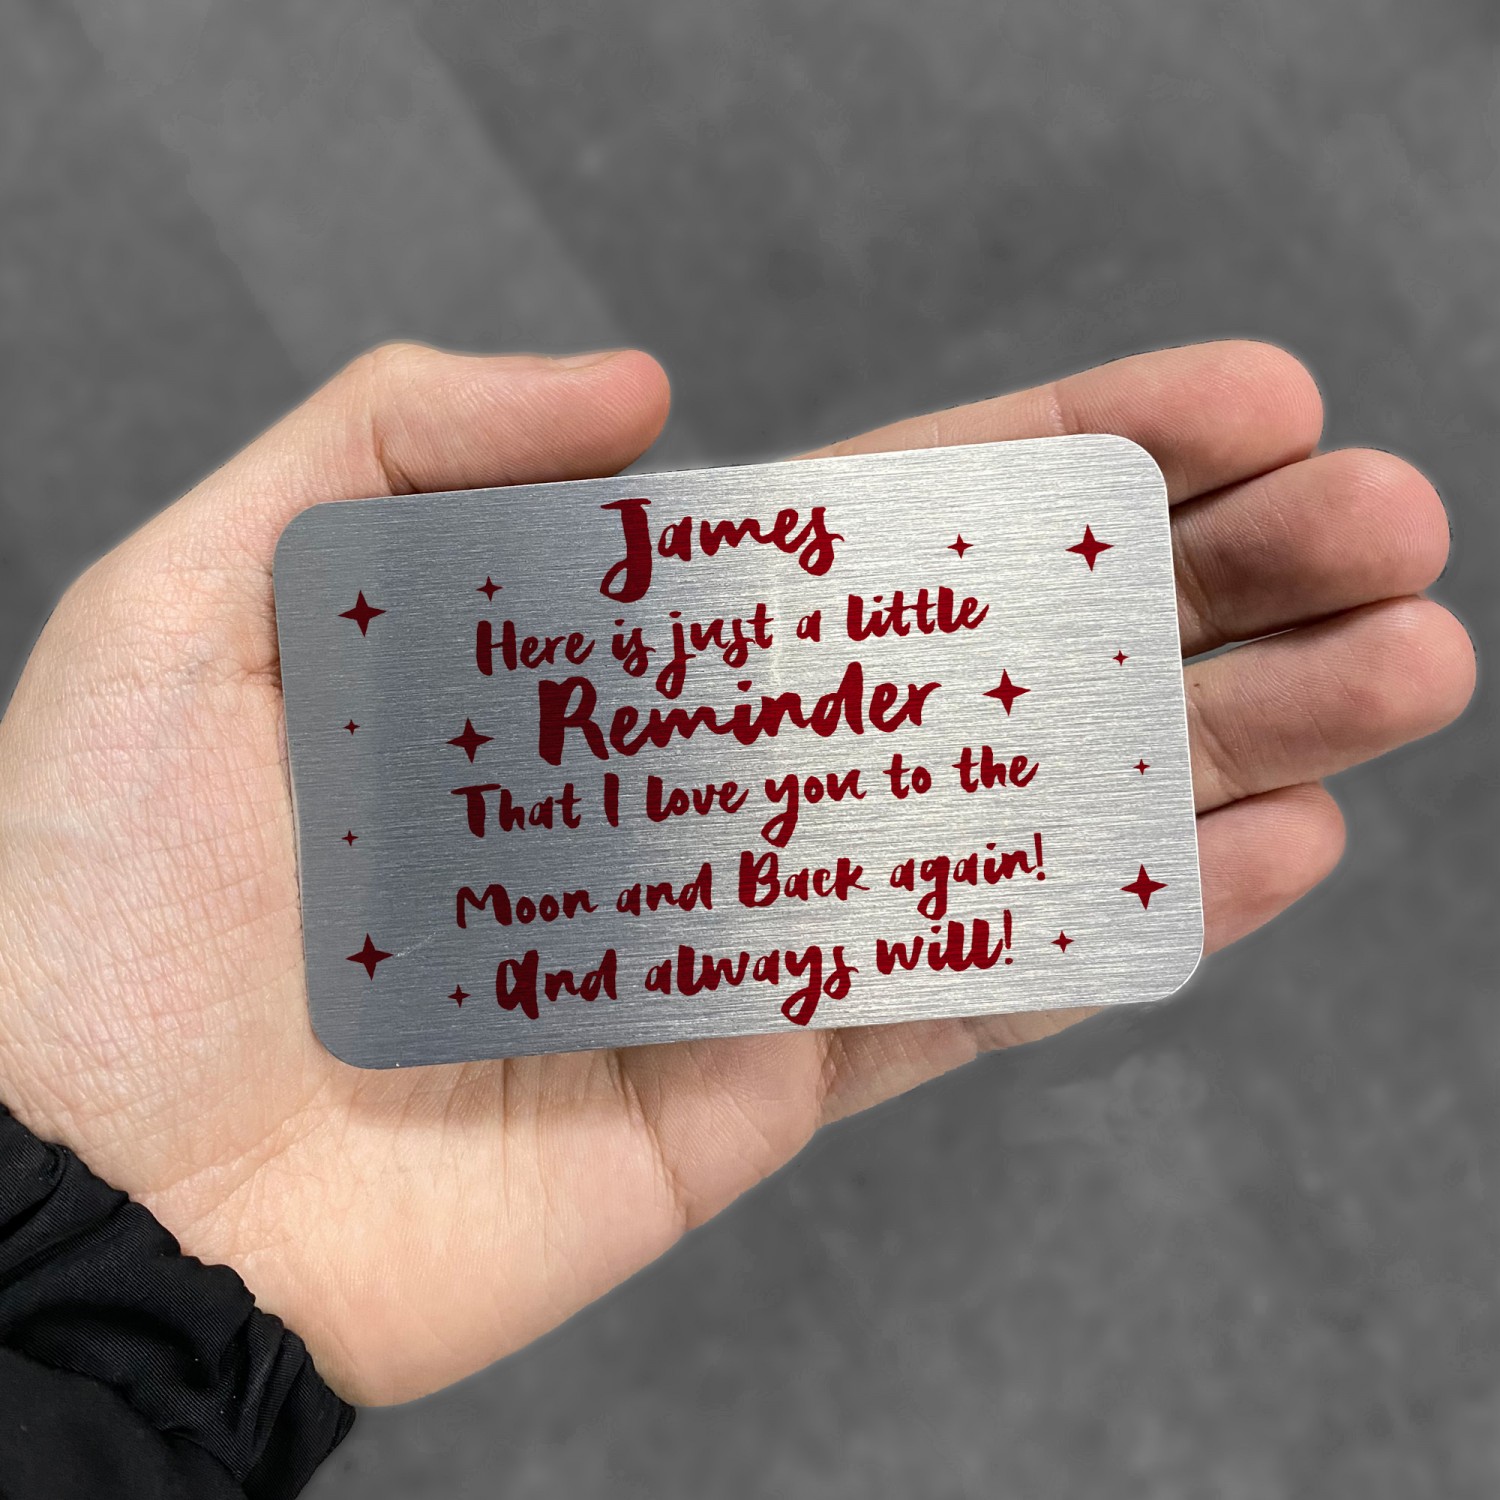 James
Here is just a little
Reminder
That I love you to the
Moon and Back again!
And always will!